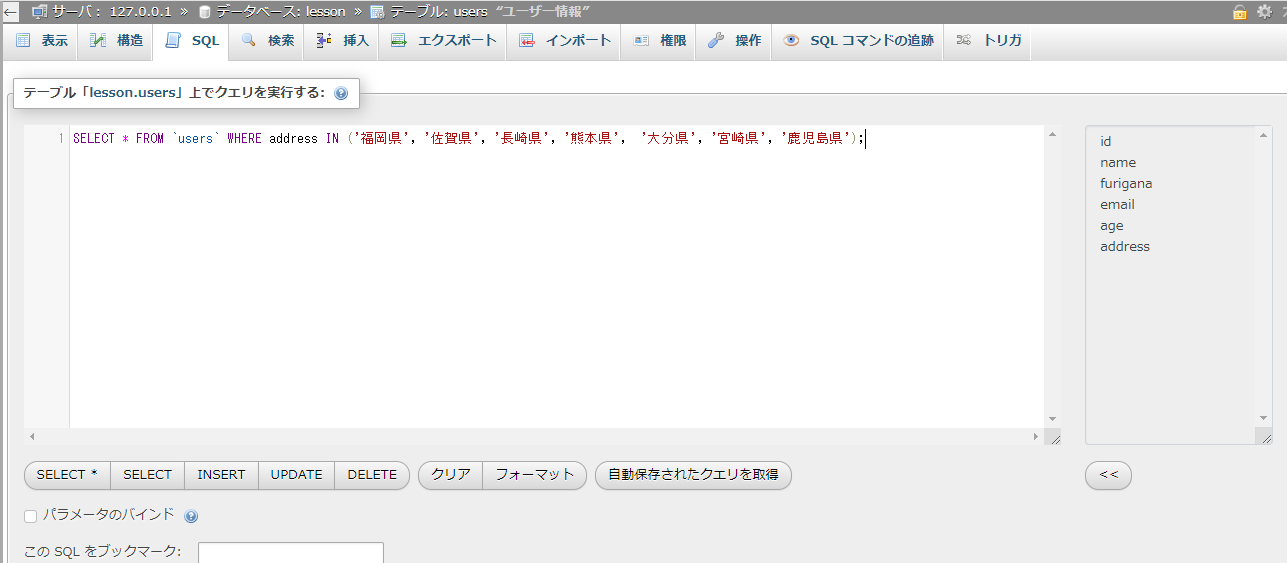 ← サーバ： 127.0.0.1 » データベース: lesson » テーブル: users “ユーザー情報”
表示 構造 SQL 検索 挿入 エクスポート インポート 権限 操作 SQL コマンドの追跡 トリガ
テーブル「lesson.users」上でクエリを実行する:
1 SELECT * FROM `users` WHERE address IN ('福岡県', '佐賀県', '長崎県', '熊本県', '大分県', '宮崎県', '鹿児島県');
id
name
furigana
email
age
address
SELECT * SELECT INSERT UPDATE DELETE クリア フォーマット 自動保存されたクエリを取得 <<
パラメータのバインド
この SQL をブックマーク: